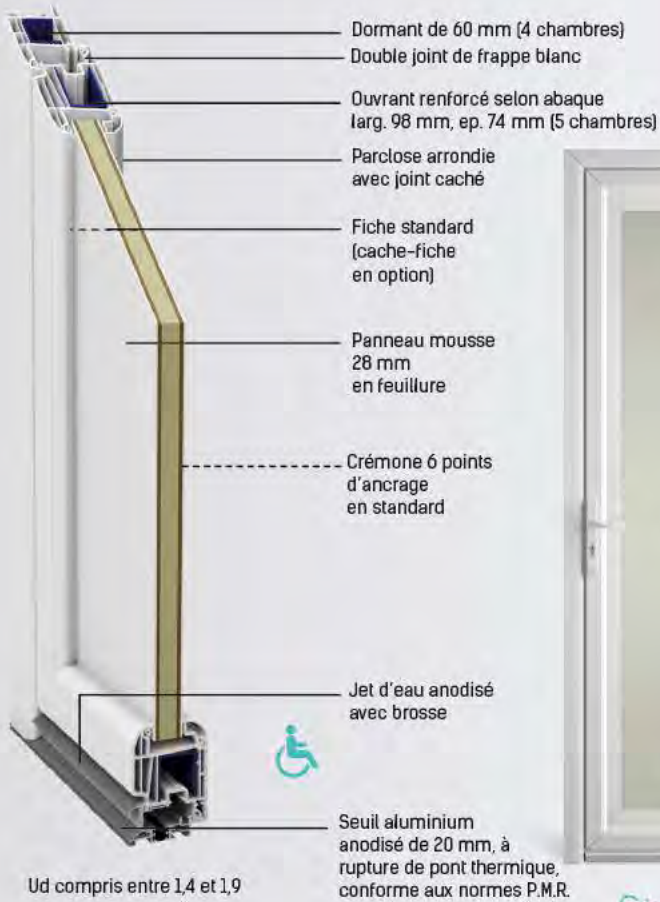 Dormant de 60 mm (4 chambres)
Double joint de frappe blanc
Ouvrant renforcé selon abaque
larg. 98 mm, ep. 74 mm (5 chambres)
Parclose arrondie
avec joint caché
Fiche standard
(cache-fiche
en option)
Panneau mousse
28 mm
en feuillure
Crémone 6 points
d'ancrage
en standard
Jet d'eau anodisé
avec brosse
Seuil aluminium
anodisé de 20 mm, à
rupture de pont thermique,
conforme aux normes P.M.R.
Ud compris entre 1,4 et 1,9